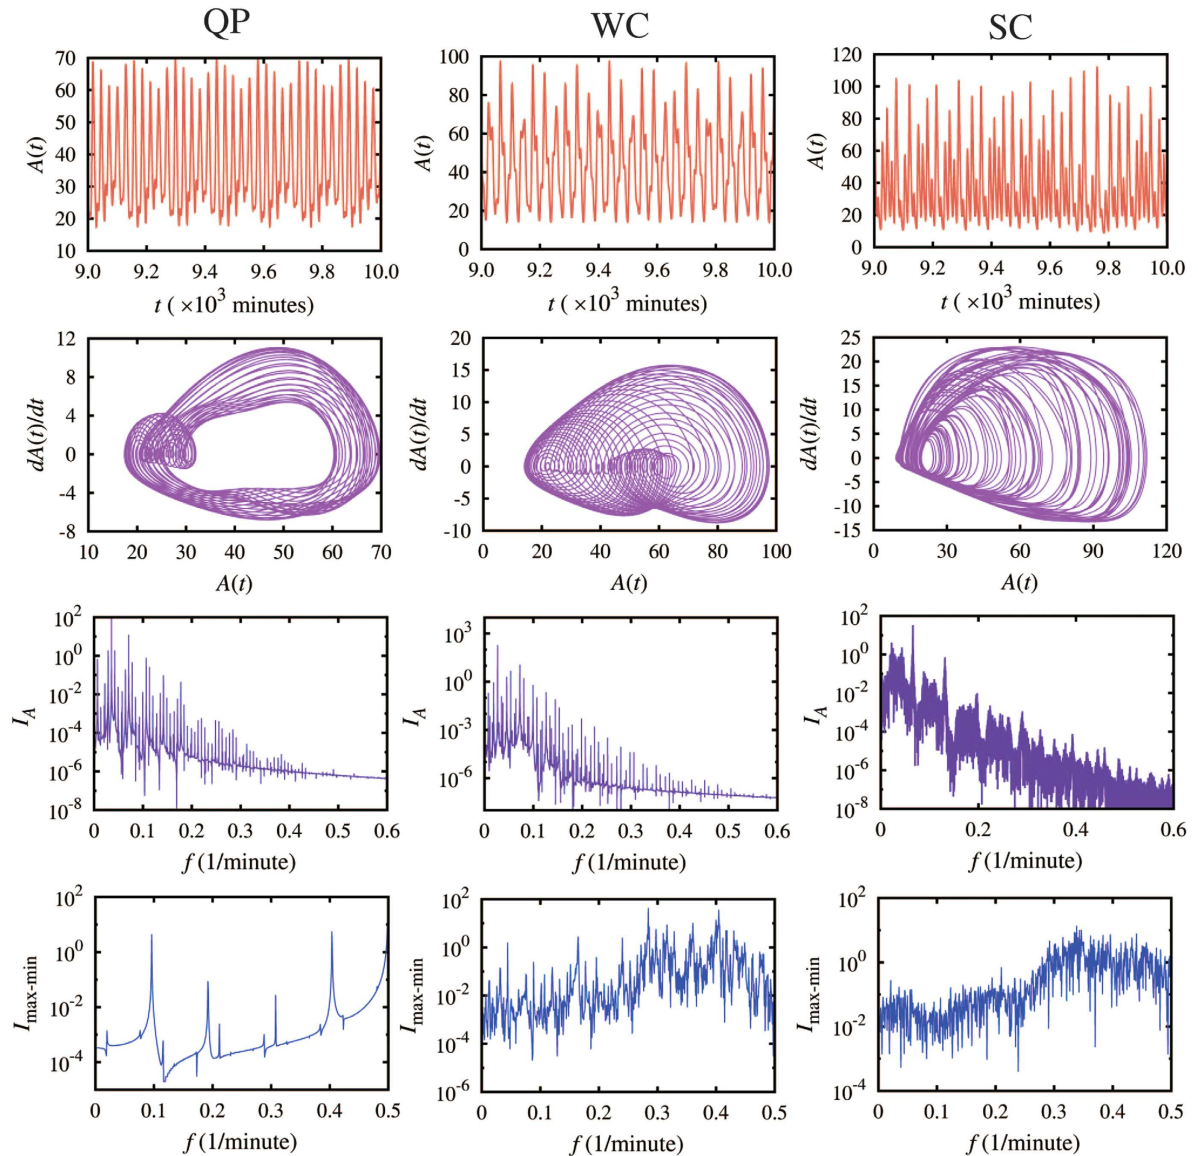 QP WC SC
A(t)
70
60
50
40
30
20
10
9.0 9.2 9.4 9.6 9.8 10.0
t ( ×10³ minutes)
A(t)
100
80
60
40
20
0
9.0 9.2 9.4 9.6 9.8 10.0
t ( ×10³ minutes)
A(t)
120
100
80
60
40
20
0
9.0 9.2 9.4 9.6 9.8 10.0
t ( ×10³ minutes)
dA(t)/dt
12
8
4
0
-4
-8
10 20 30 40 50 60 70
A(t)
dA(t)/dt
20
15
10
5
0
-5
-10
0 20 40 60 80 100
A(t)
dA(t)/dt
25
20
15
10
5
0
-5
-10
-15
0 30 60 90 120
A(t)
I_A
10²
10⁰
10⁻²
10⁻⁴
10⁻⁶
10⁻⁸
0 0.1 0.2 0.3 0.4 0.5 0.6
f (1/minute)
I_A
10³
10⁰
10⁻³
10⁻⁶
0 0.1 0.2 0.3 0.4 0.5 0.6
f (1/minute)
I_A
10²
10⁰
10⁻²
10⁻⁴
10⁻⁶
10⁻⁸
0 0.2 0.4 0.6
f (1/minute)
I_max-min
10²
10⁰
10⁻²
10⁻⁴
0 0.1 0.2 0.3 0.4 0.5
f (1/minute)
I_max-min
10²
10⁰
10⁻²
10⁻⁴
10⁻⁶
0 0.1 0.2 0.3 0.4 0.5
f (1/minute)
I_max-min
10²
10⁰
10⁻²
10⁻⁴
0 0.1 0.2 0.3 0.4 0.5
f (1/minute)